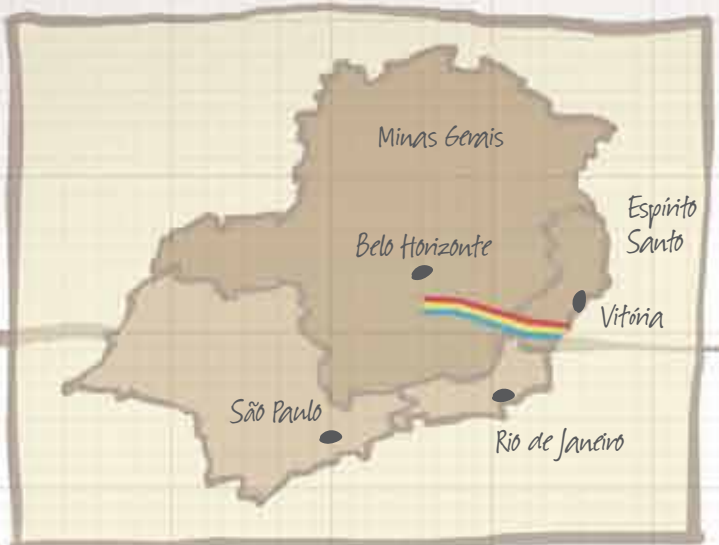 Minas Gerais
Espírito
Santo
Belo Horizonte
Vitória
São Paulo
Rio de Janeiro